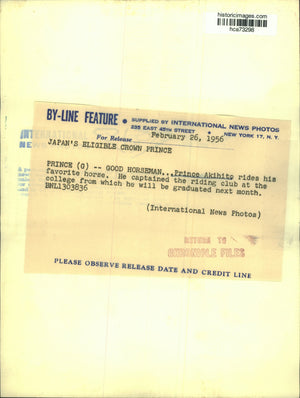 historicimages.com
hcs73298
BY-LINE FEATURE • SUPPLIED BY INTERNATIONAL NEWS PHOTOS
235 EAST 45TH STREET • NEW YORK 17, N.Y.
For Release February 26, 1956
JAPAN'S ELIGIBLE CROWN PRINCE
PRINCE (G) -- GOOD HORSEMAN...Prince Akihito rides his
favorite horse. He captained the riding club at the
college from which he will be graduated next month.
BNL1303836
(International News Photos)
RETURN TO
CHRONICLE FILES
PLEASE OBSERVE RELEASE DATE AND CREDIT LINE